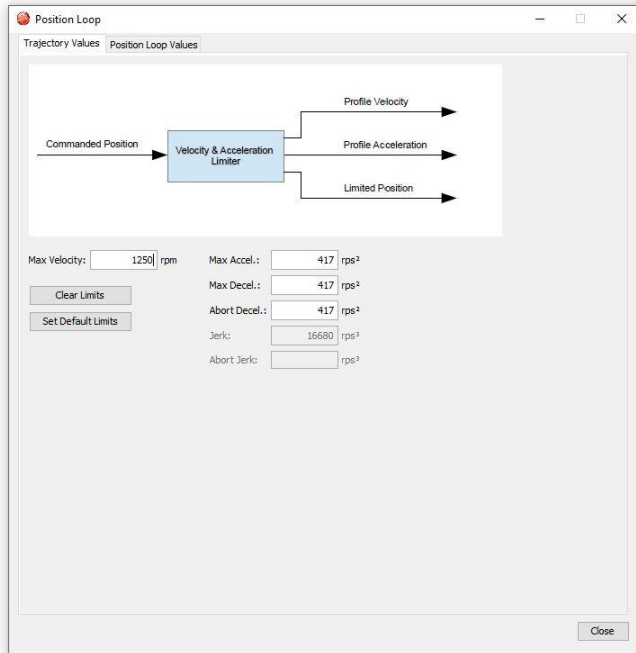 Position Loop
Trajectory Values Position Loop Values
Profile Velocity
Commanded Position
Velocity & Acceleration
Limiter
Profile Acceleration
Limited Position
Max Velocity: 1250 rpm
Max Accel.: 417 rps²
Max Decel.: 417 rps²
Clear Limits
Abort Decel.: 417 rps²
Set Default Limits
Jerk: 16680 rps³
Abort Jerk: rps³
Close